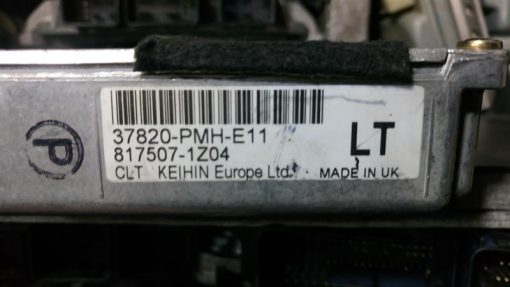 P
37820-PMH-E11
817507-1Z04
LT
CLT KEIHIN Europe Ltd. MADE IN UK